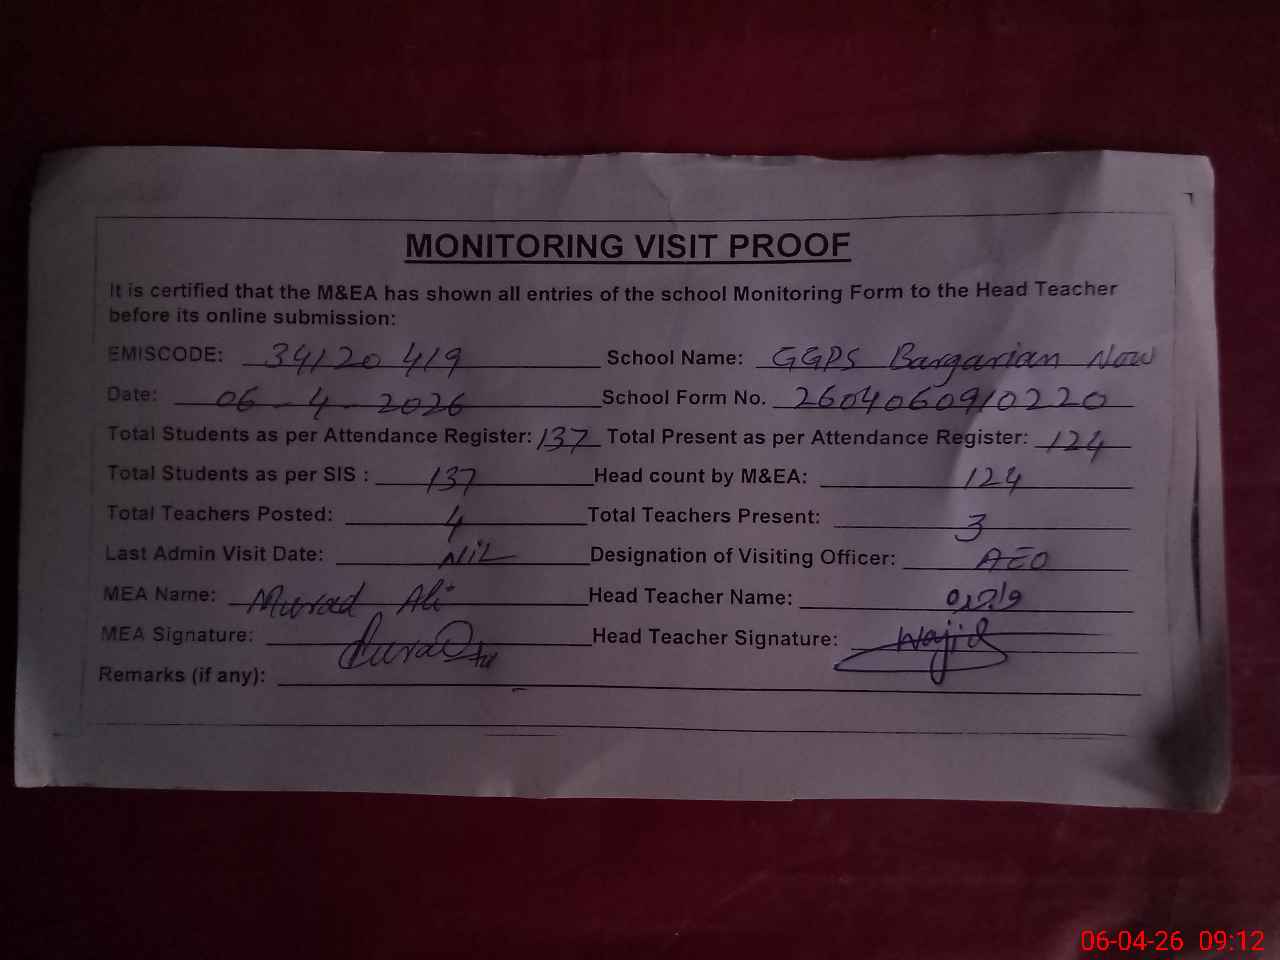 MONITORING VISIT PROOF
It is certified that the M&EA has shown all entries of the school Monitoring Form to the Head Teacher
before its online submission:
EMISCODE: 34120419 School Name: GGPS Bargarian Now
Date: 06-4-2026 School Form No. 2604060910220
Total Students as per Attendance Register: 137 Total Present as per Attendance Register: 124
Total Students as per SIS : 137 Head count by M&EA: 124
Total Teachers Posted: 4 Total Teachers Present: 3
Last Admin Visit Date: NiL Designation of Visiting Officer: AEO
MEA Name: Murad Ali Head Teacher Name: واجدہ
MEA Signature: Head Teacher Signature: Wajid
Remarks (if any):
06-04-26 09:12